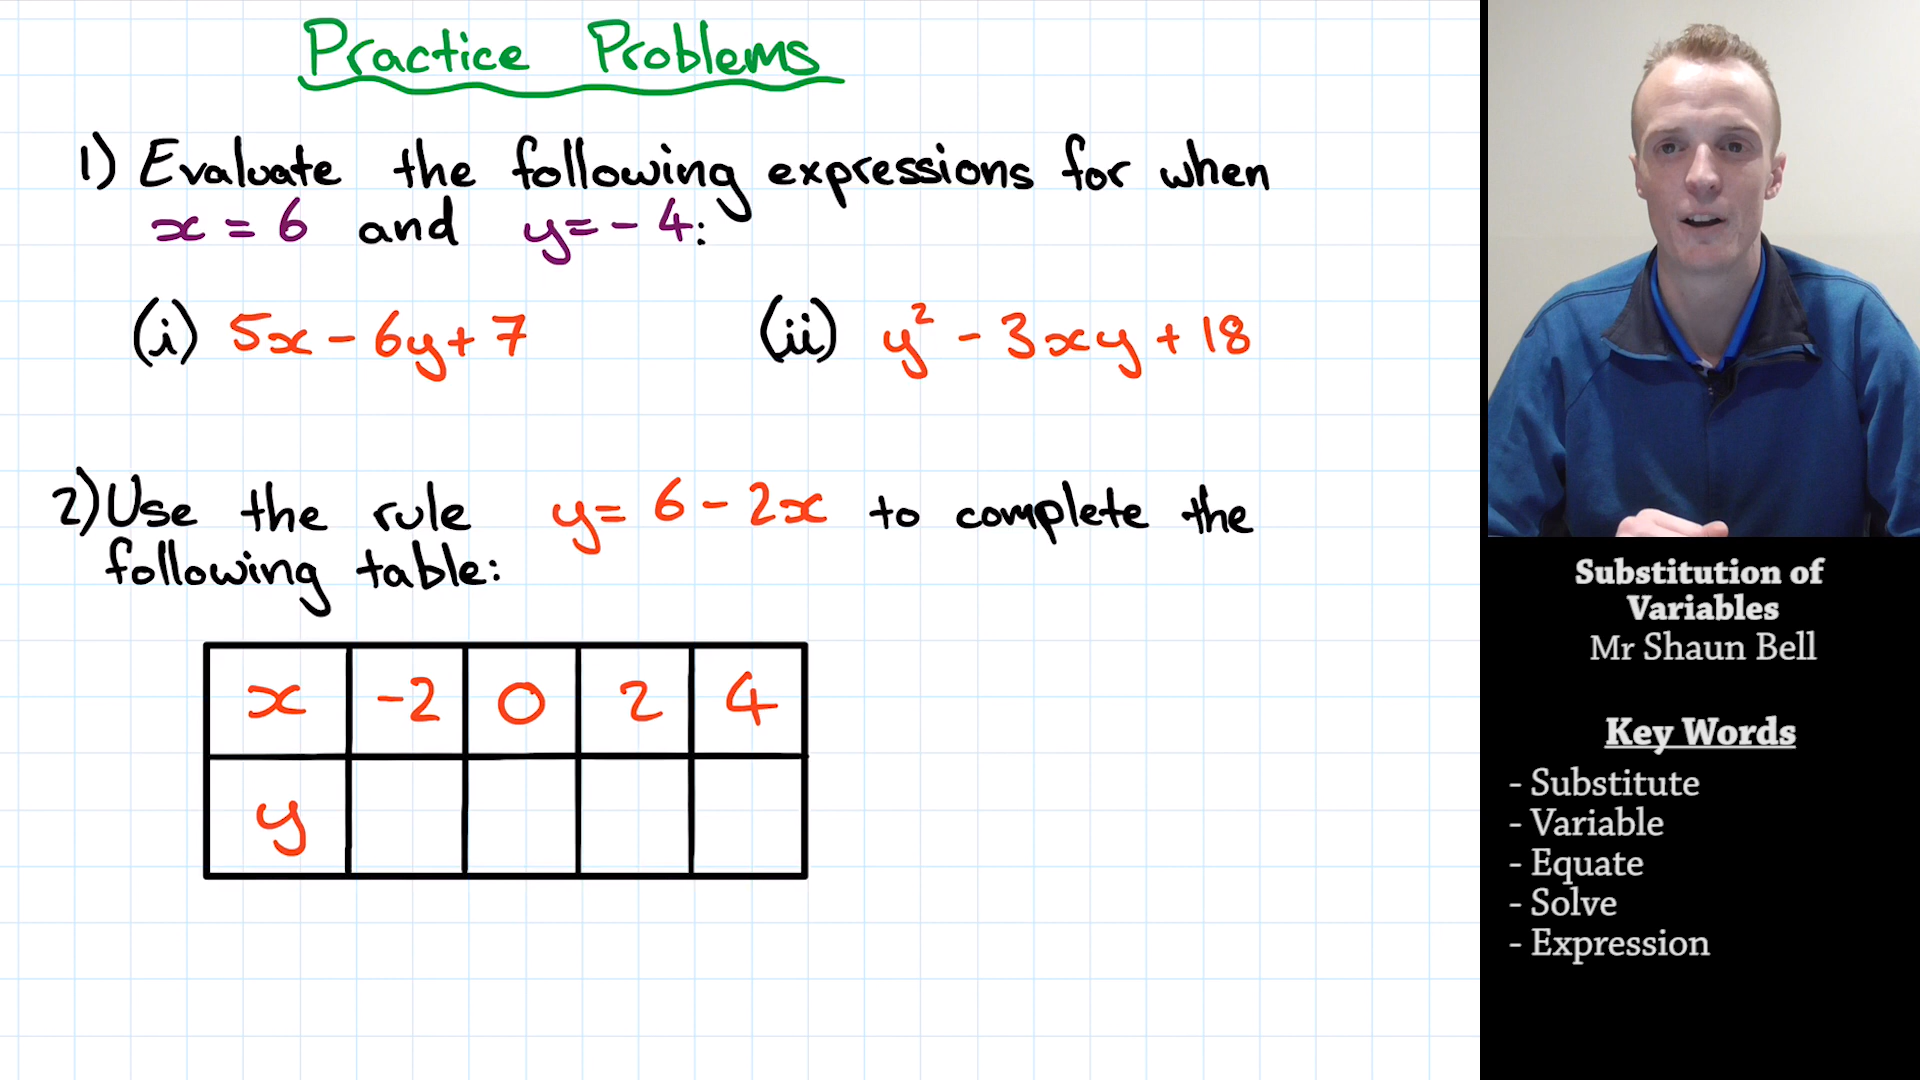 Practice Problems
1) Evaluate the following expressions for when
x = 6 and y = - 4:
(i) 5x - 6y + 7
(ii) y² - 3xy + 18
2) Use the rule y = 6 - 2x to complete the
following table:
x -2 0 2 4
y
Substitution of
Variables
Mr Shaun Bell
Key Words
- Substitute
- Variable
- Equate
- Solve
- Expression